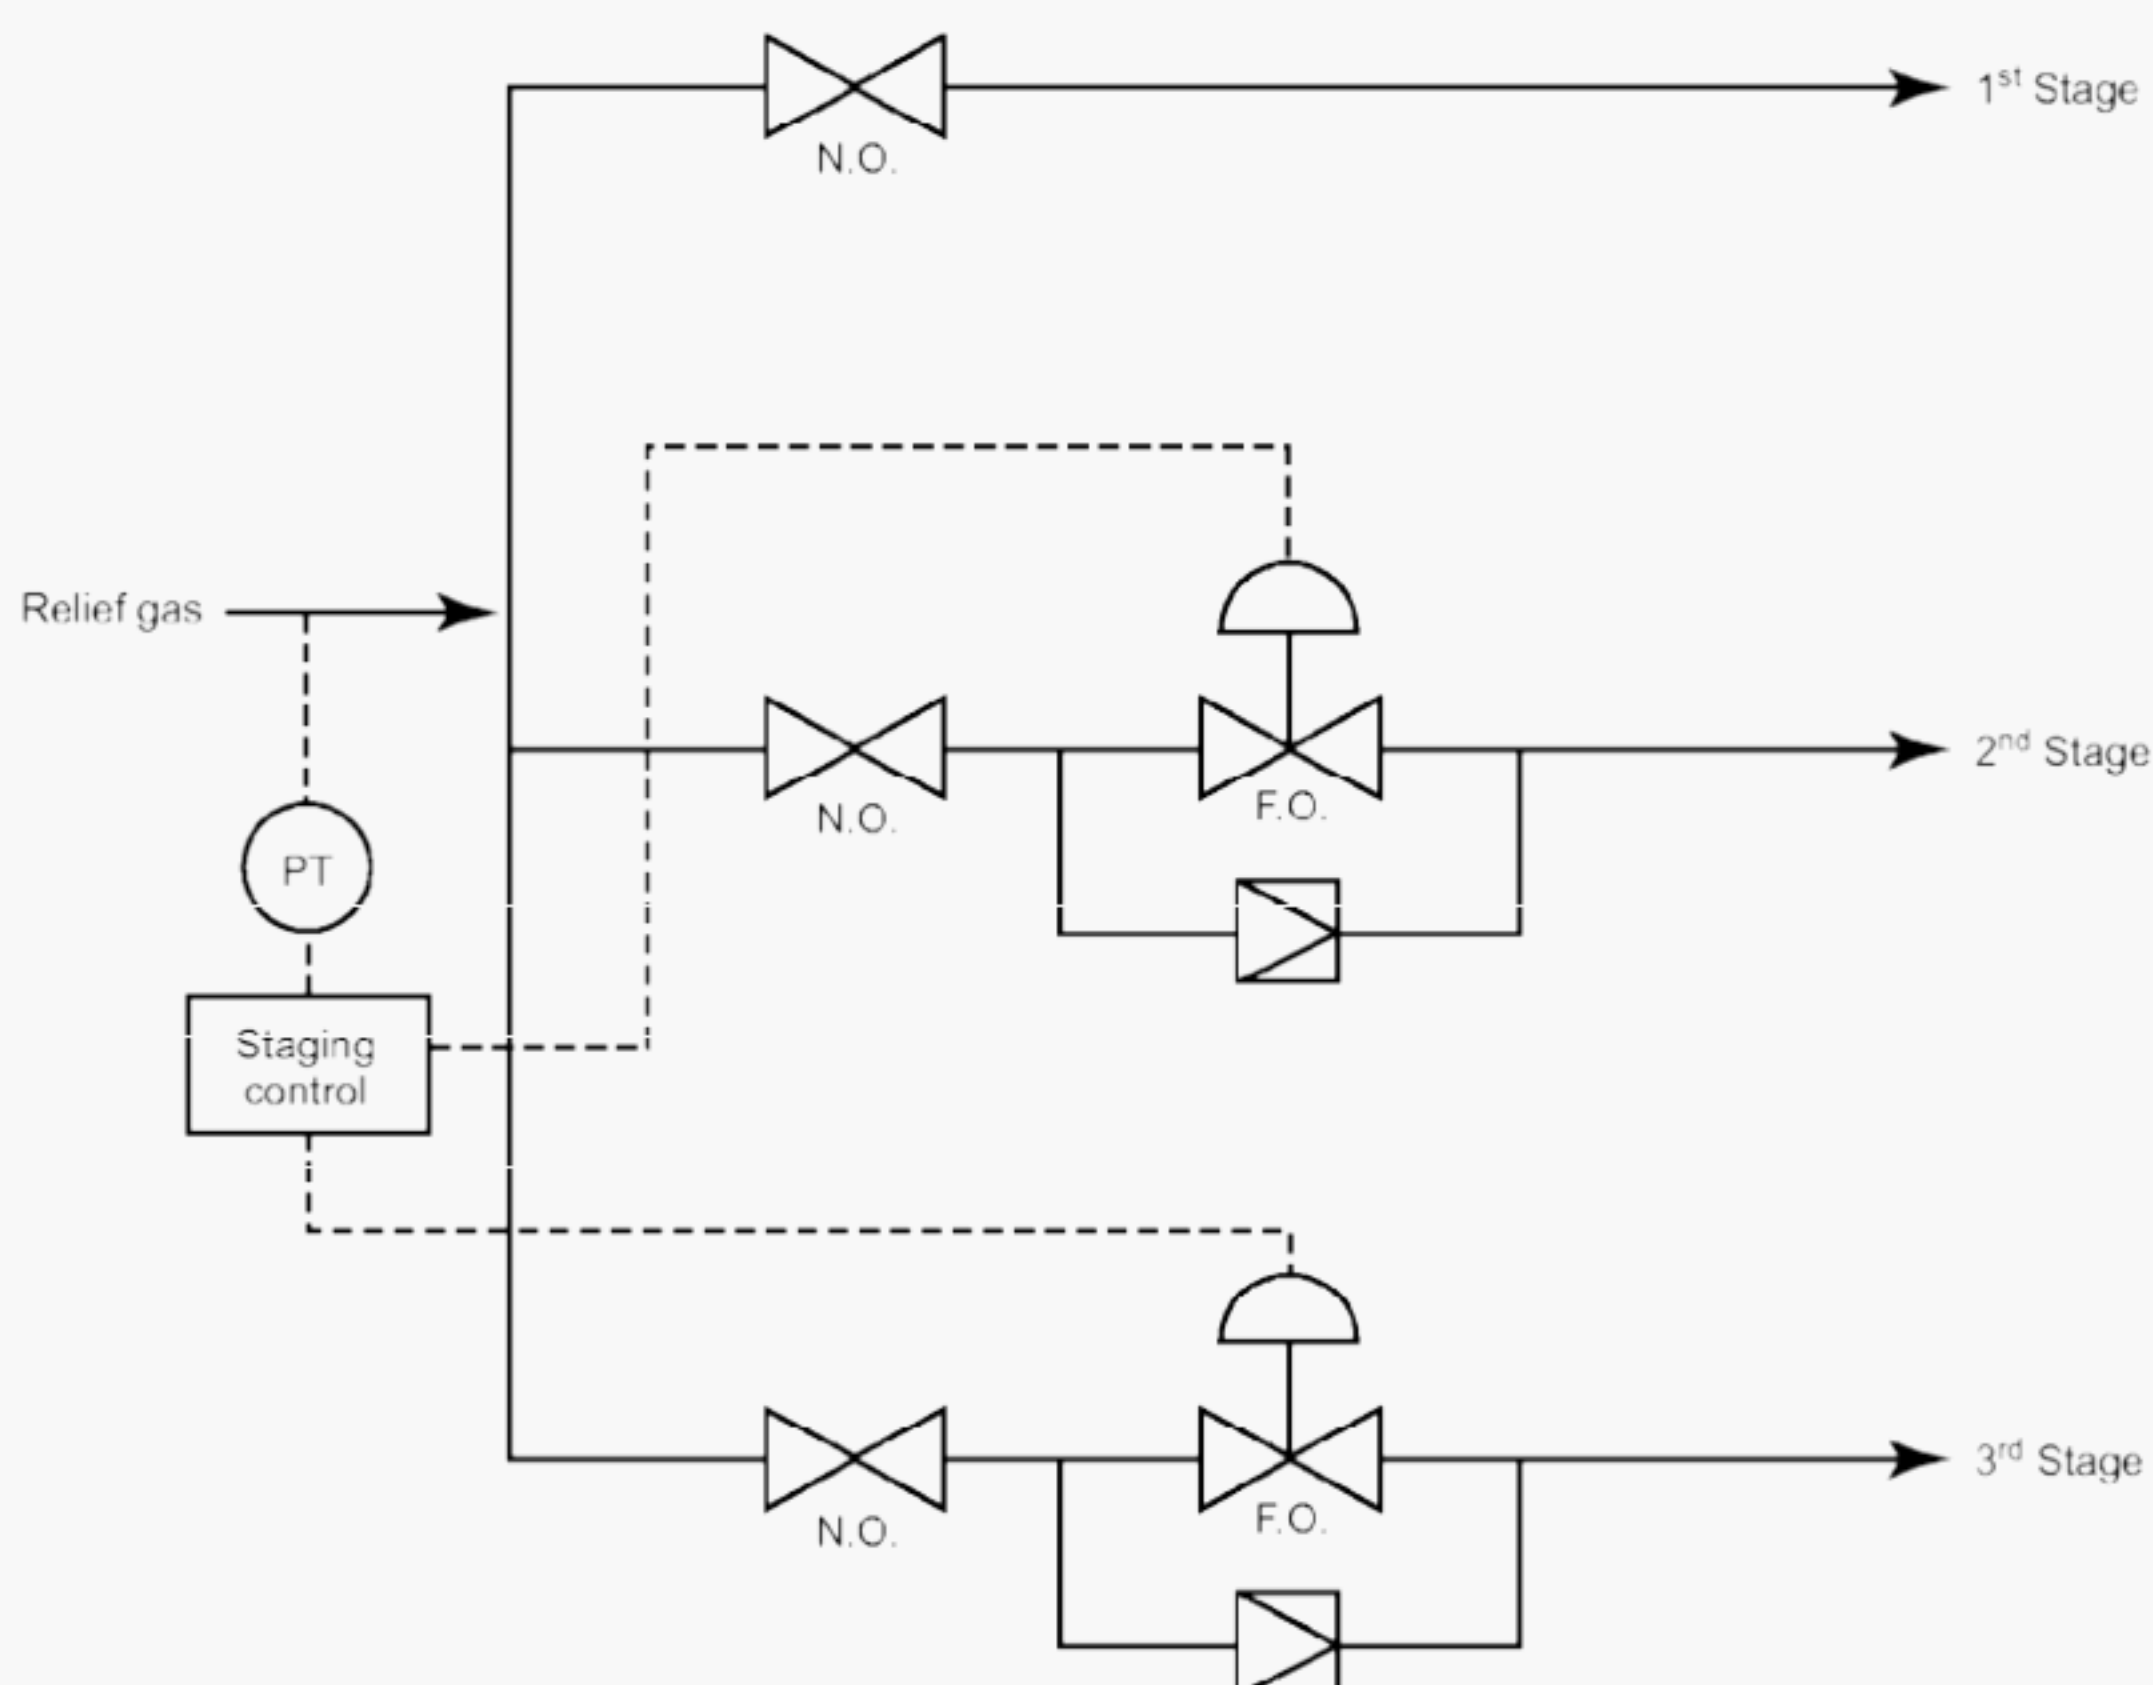 1st Stage
N.O.
Relief gas
2nd Stage
N.O.
F.O.
PT
Staging
control
3rd Stage
N.O.
F.O.